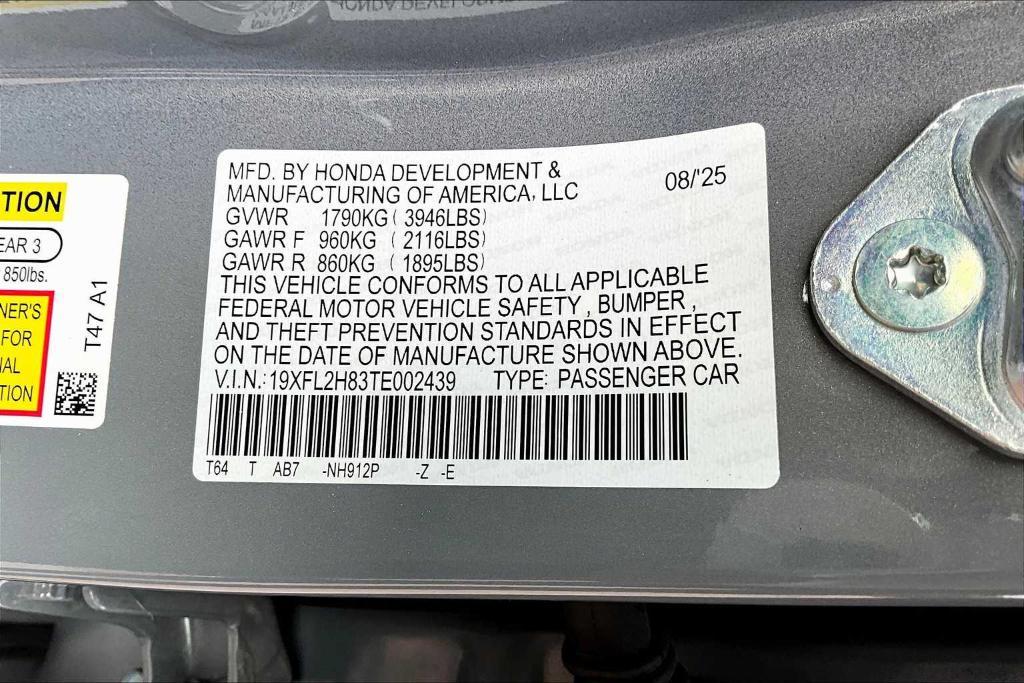 MFD. BY HONDA DEVELOPMENT &
MANUFACTURING OF AMERICA, LLC
08/'25
GVWR 1790KG ( 3946LBS)
GAWR F 960KG ( 2116LBS)
GAWR R 860KG ( 1895LBS)
THIS VEHICLE CONFORMS TO ALL APPLICABLE
FEDERAL MOTOR VEHICLE SAFETY , BUMPER ,
AND THEFT PREVENTION STANDARDS IN EFFECT
ON THE DATE OF MANUFACTURE SHOWN ABOVE.
V.I.N.:19XFL2H83TE002439 TYPE: PASSENGER CAR
T64 T AB7 -NH912P -Z -E
TION
EAR 3
850lbs.
NER'S
FOR
AL
TION
T47 A1